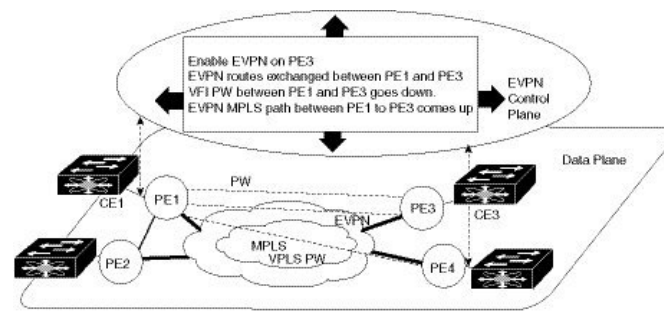 Enable EVPN on PE3
EVPN routes exchanged between PE1 and PE3
VFI PW between PE1 and PE3 goes down.
EVPN MPLS path between PE1 to PE3 comes up
EVPN
Control
Plane
Data Plane
PW
CE1
PE1
PE3
CE3
EVPN
MPLS
VPLS PW
PE2
PE4